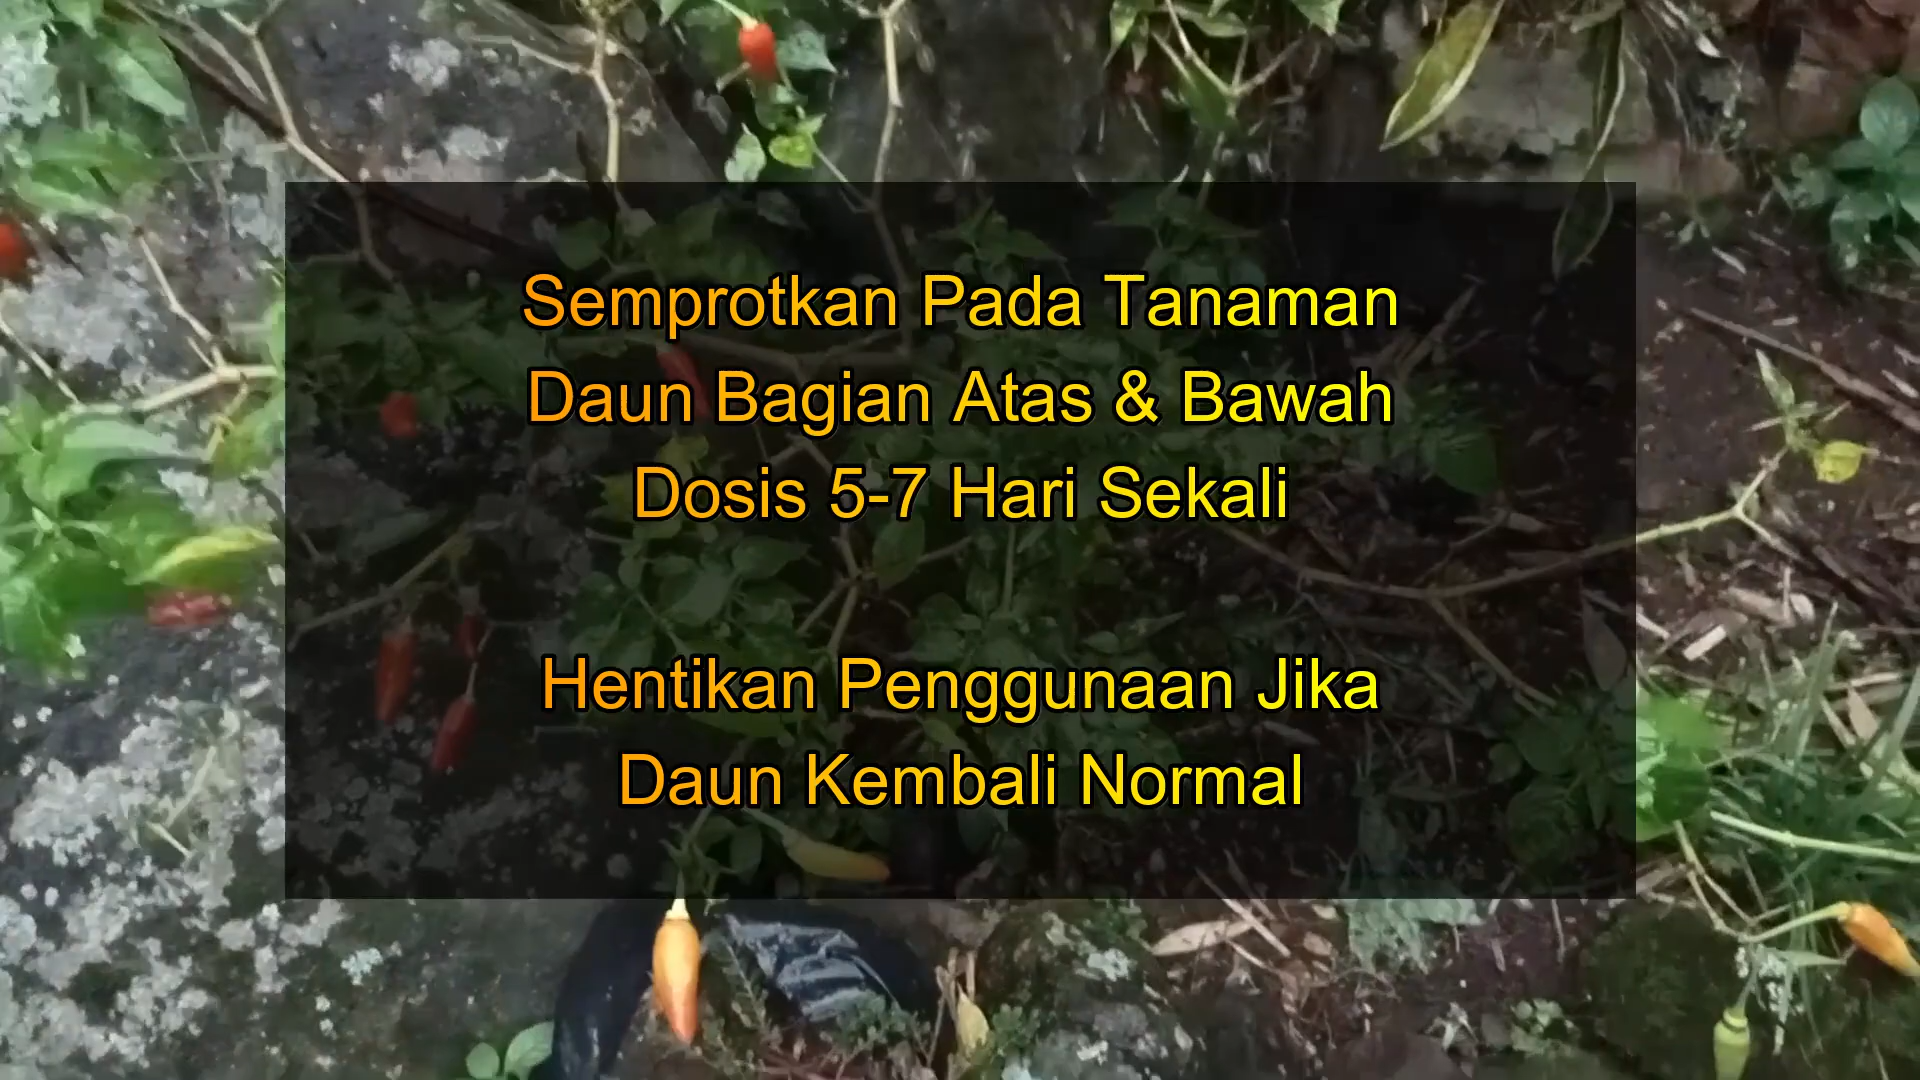 Semprotkan Pada Tanaman
Daun Bagian Atas & Bawah
Dosis 5-7 Hari Sekali
Hentikan Penggunaan Jika
Daun Kembali Normal